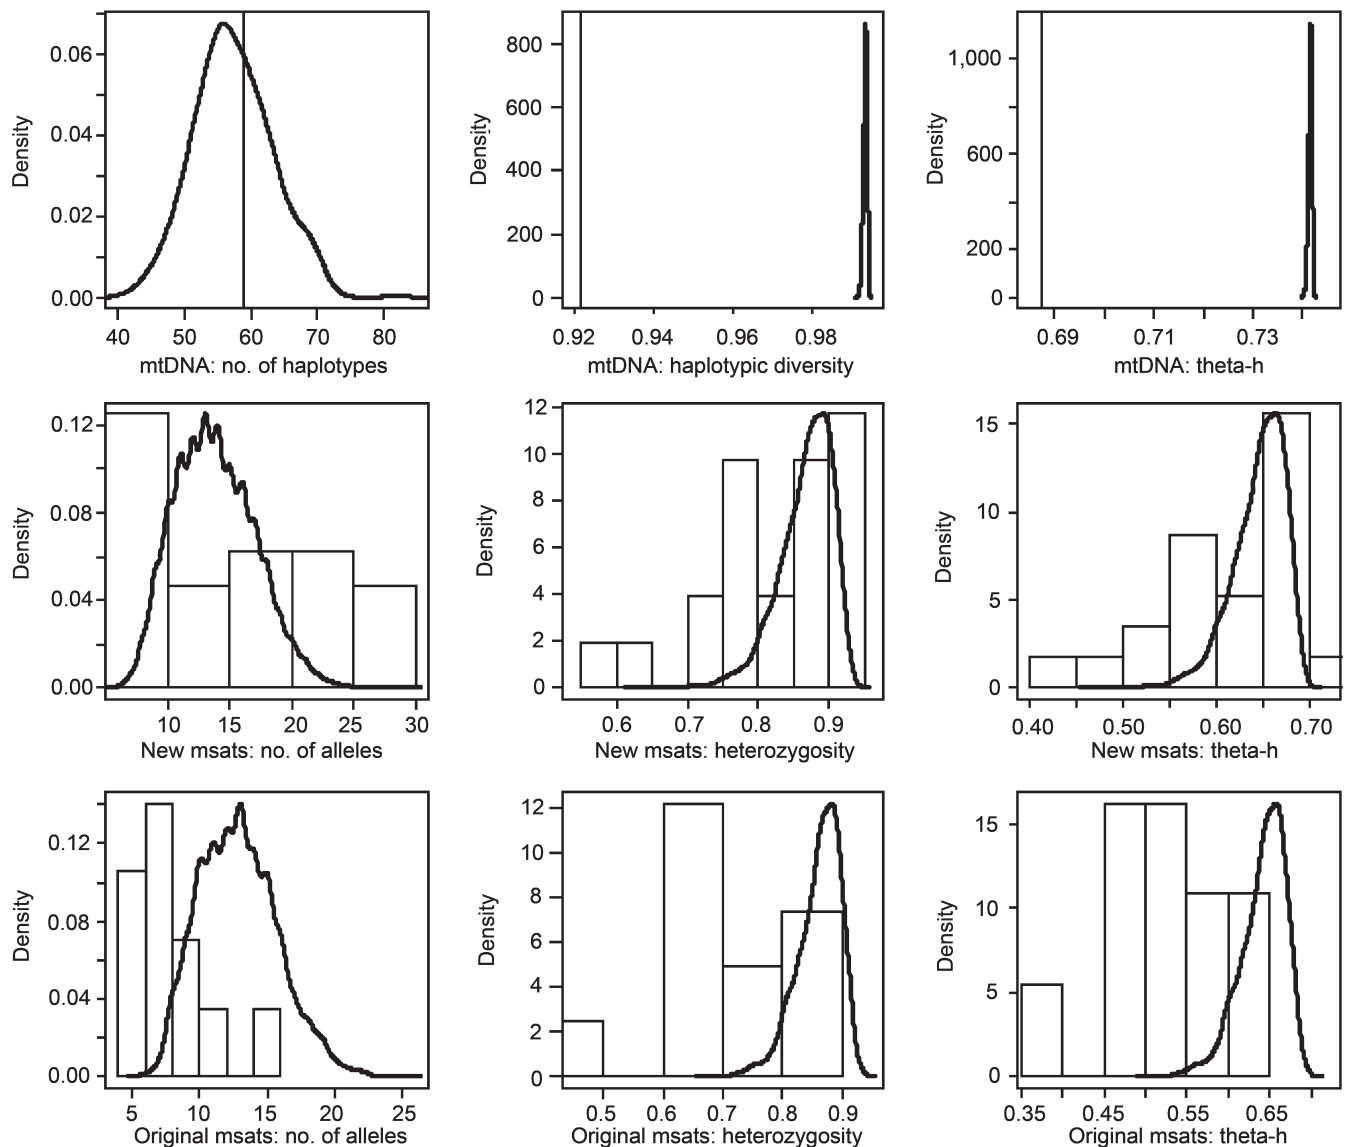 Density
0.06
0.04
0.02
0.00
40 50 60 70 80
mtDNA: no. of haplotypes
Density
800
600
400
200
0
0.92 0.94 0.96 0.98
mtDNA: haplotypic diversity
Density
1,000
600
200
0
0.69 0.71 0.73
mtDNA: theta-h
Density
0.12
0.08
0.04
0.00
10 15 20 25 30
New msats: no. of alleles
Density
12
10
8
6
4
2
0
0.6 0.7 0.8 0.9
New msats: heterozygosity
Density
15
10
5
0
0.40 0.50 0.60 0.70
New msats: theta-h
Density
0.12
0.08
0.04
0.00
5 10 15 20 25
Original msats: no. of alleles
Density
12
10
8
6
4
2
0
0.5 0.6 0.7 0.8 0.9
Original msats: heterozygosity
Density
15
10
5
0
0.35 0.45 0.55 0.65
Original msats: theta-h